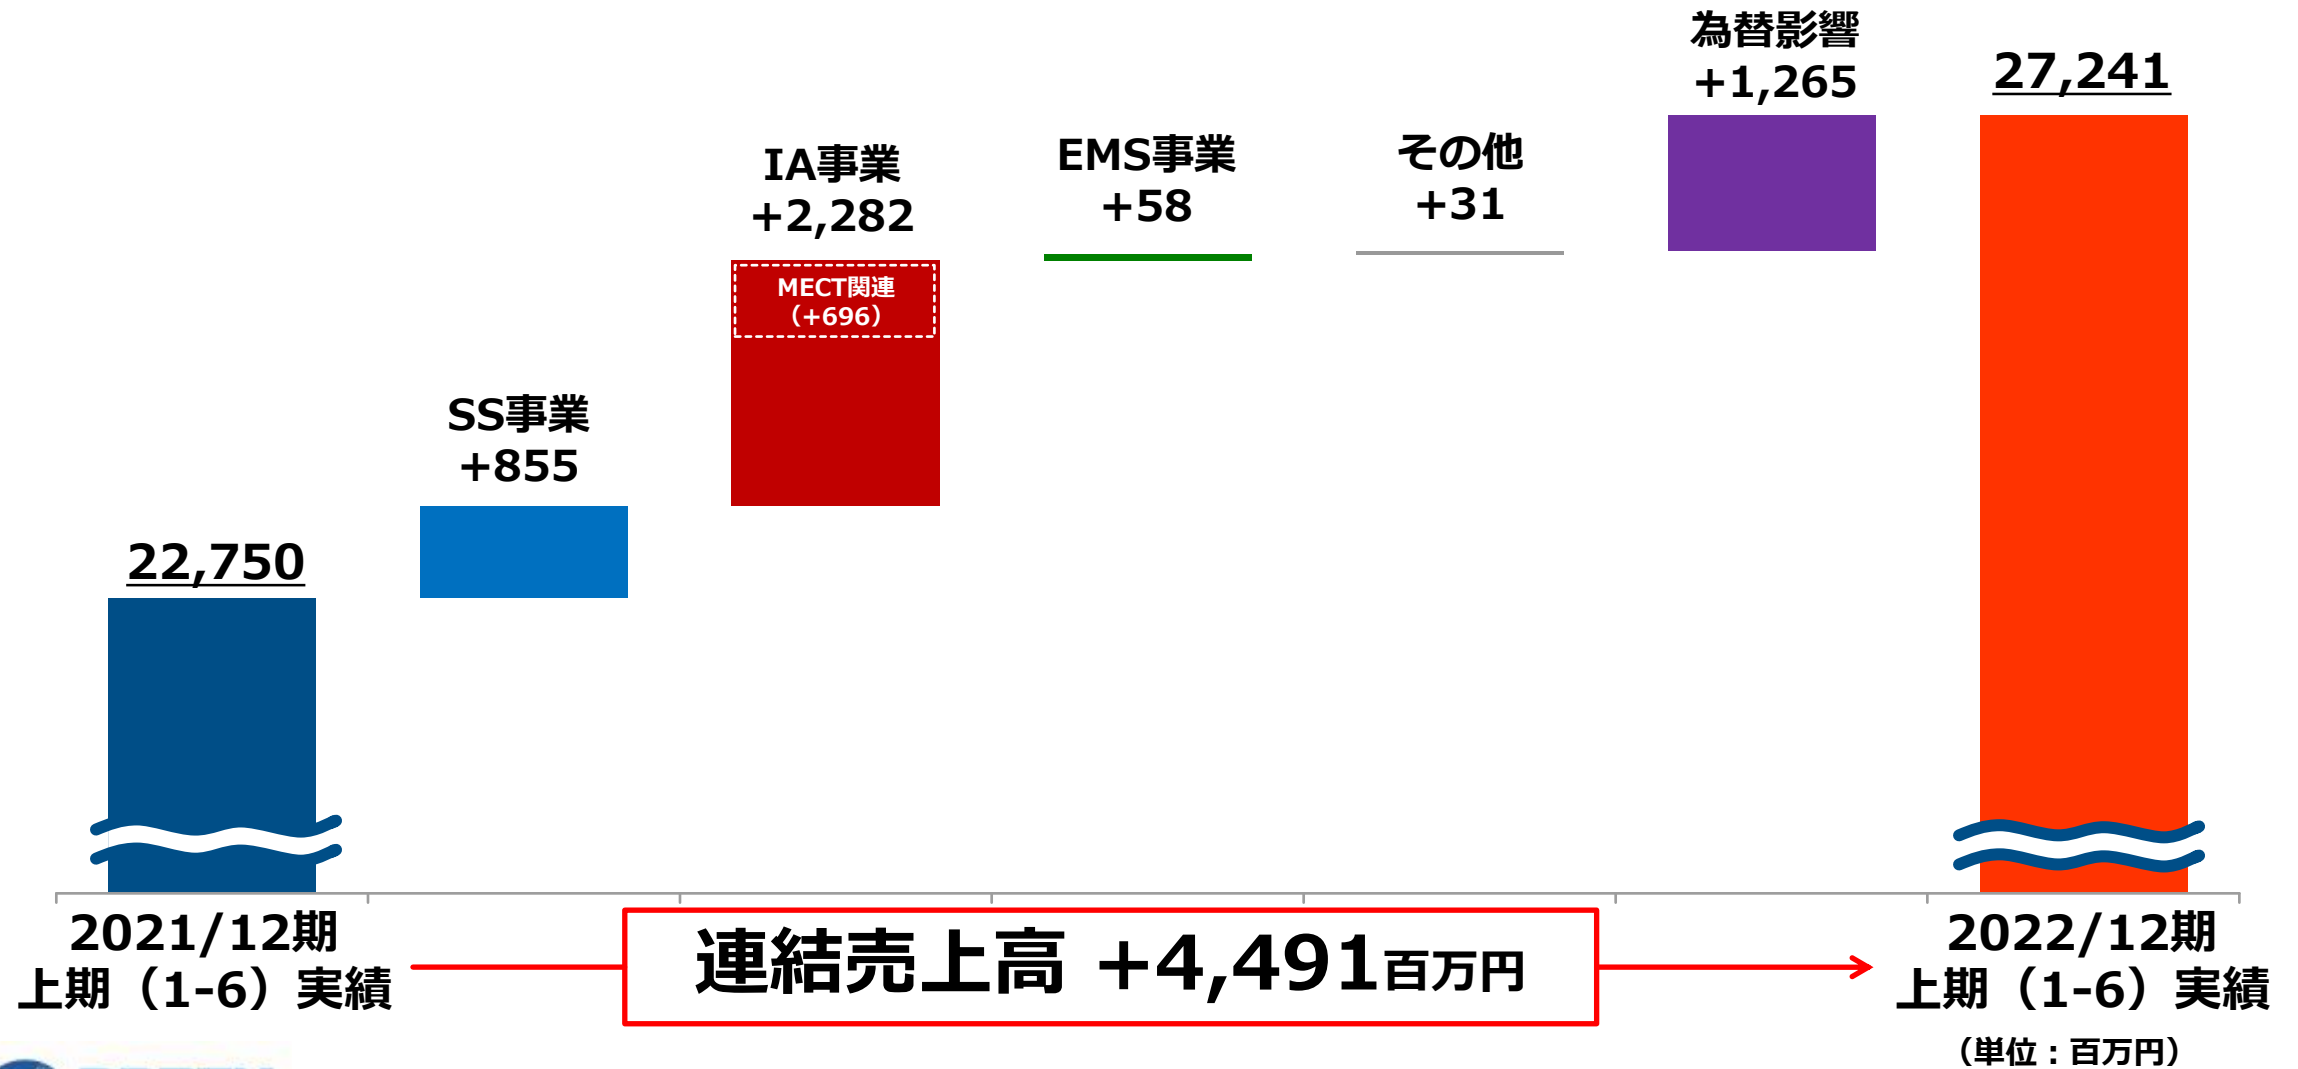 為替影響
+1,265
27,241
IA事業
+2,282
EMS事業
+58
その他
+31
MECT関連
（+696）
SS事業
+855
22,750
2021/12期
上期（1-6）実績
連結売上高 +4,491百万円
2022/12期
上期（1-6）実績
（単位：百万円）